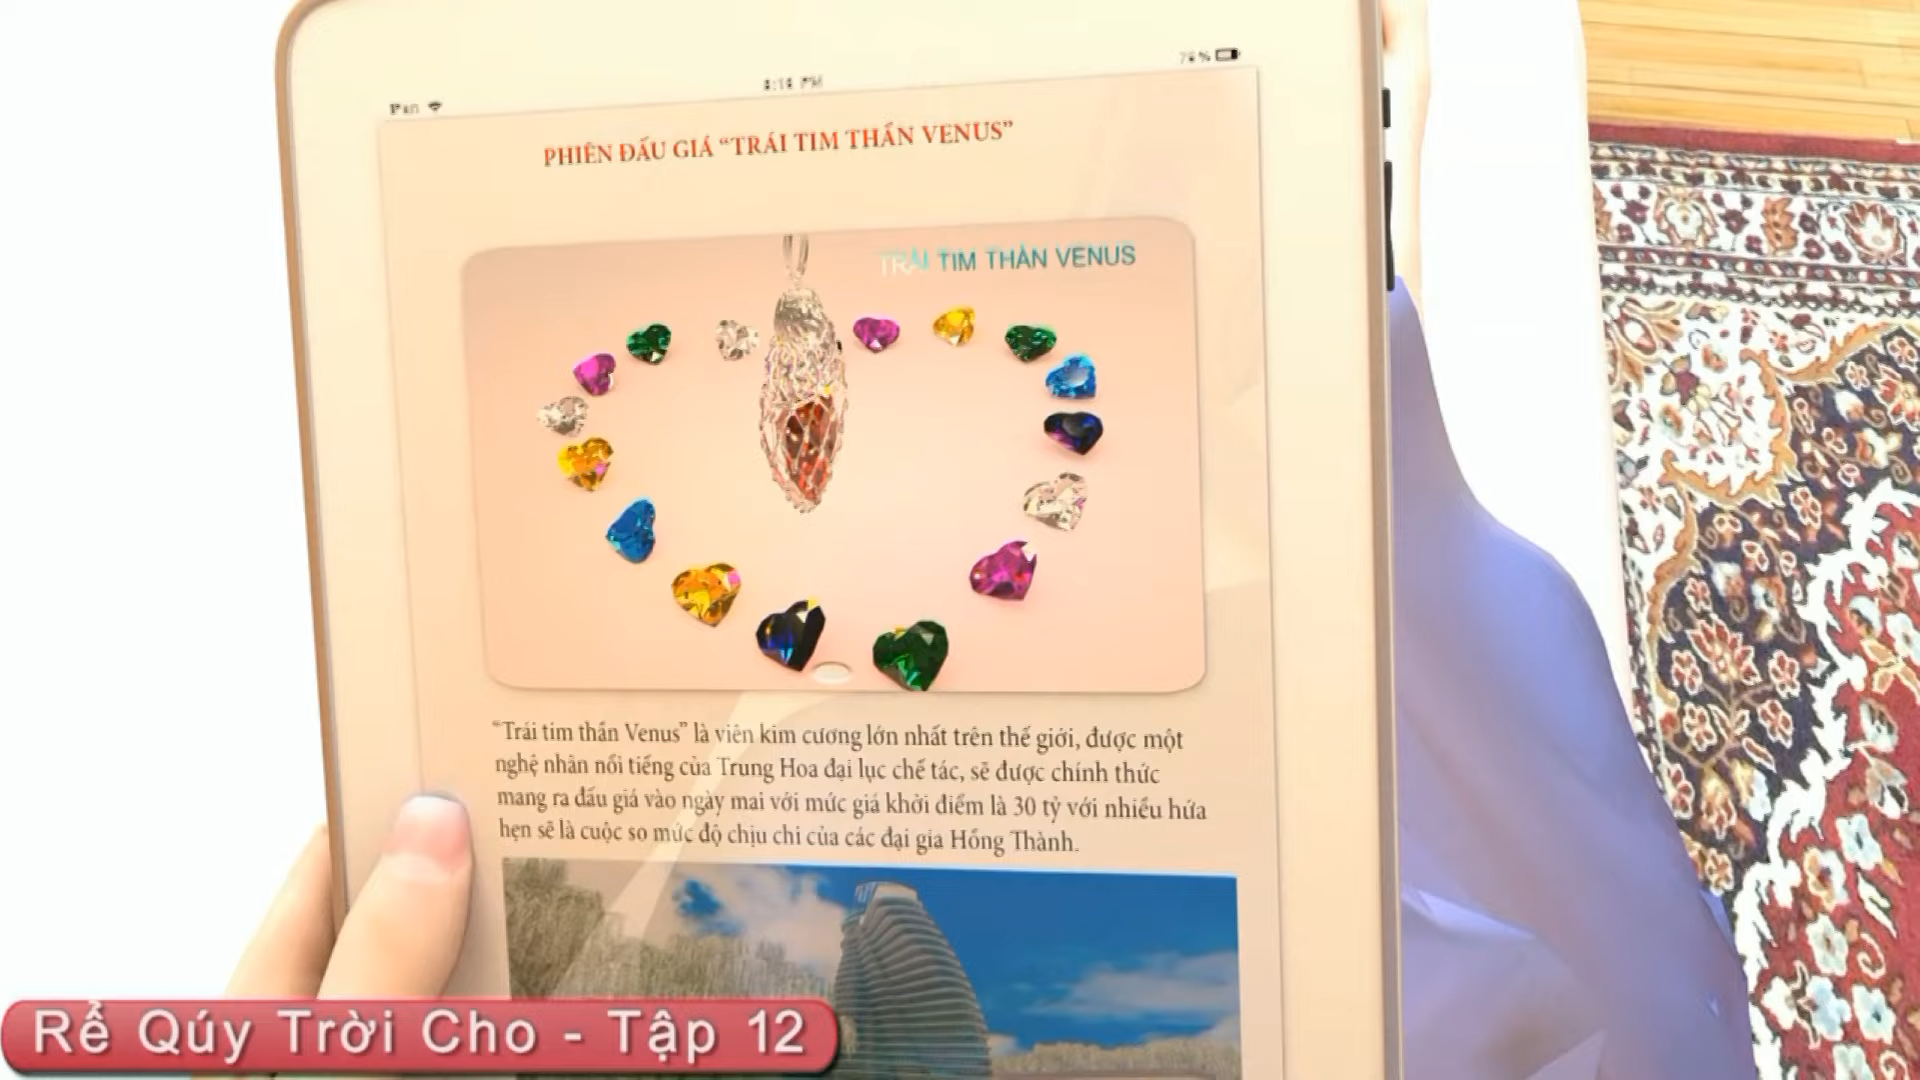 iPan
4:14 PM
PHIÊN ĐẤU GIÁ “TRÁI TIM THẦN VENUS”
TRÁI TIM THẦN VENUS
“Trái tim thần Venus” là viên kim cương lớn nhất trên thế giới, được một
nghệ nhân nổi tiếng của Trung Hoa đại lục chế tác, sẽ được chính thức
mang ra đấu giá vào ngày mai với mức giá khởi điểm là 30 tỷ với nhiều hứa
hẹn sẽ là cuộc so mức độ chịu chi của các đại gia Hồng Thành.
Rể Qúy Trời Cho - Tập 12